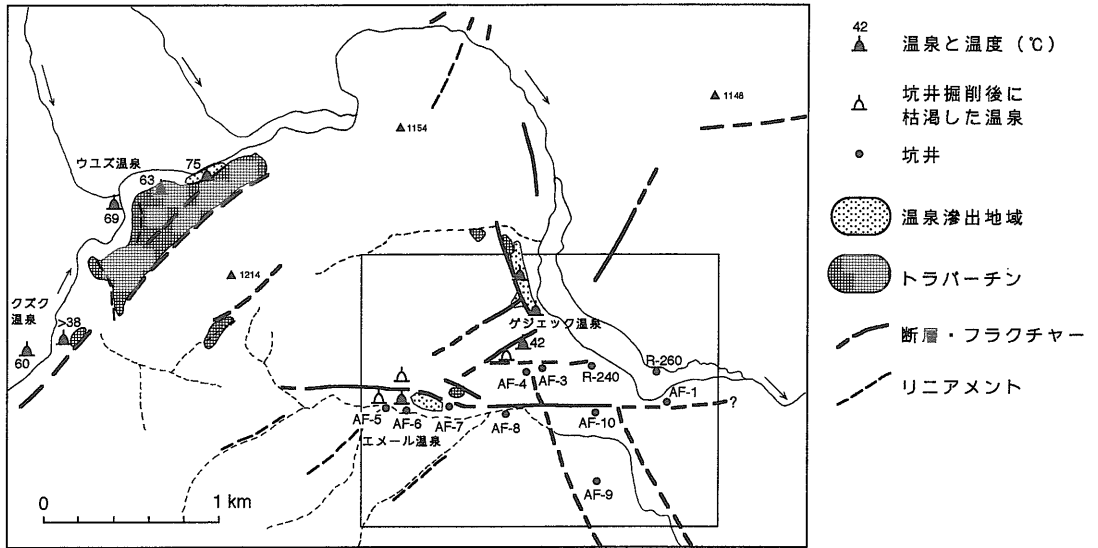 1148
1154
ウユズ温泉
75
63
69
1214
クズク
温泉
>38
60
ゲジェック温泉
42
R-260
AF-4
AF-3
R-240
AF-1
?
AF-5
AF-6
AF-7
AF-8
AF-10
エメール温泉
AF-9
0
1 km
42
温泉と温度 (℃)
坑井掘削後に
枯渇した温泉
坑井
温泉滲出地域
トラバーチン
断層・フラクチャー
リニアメント